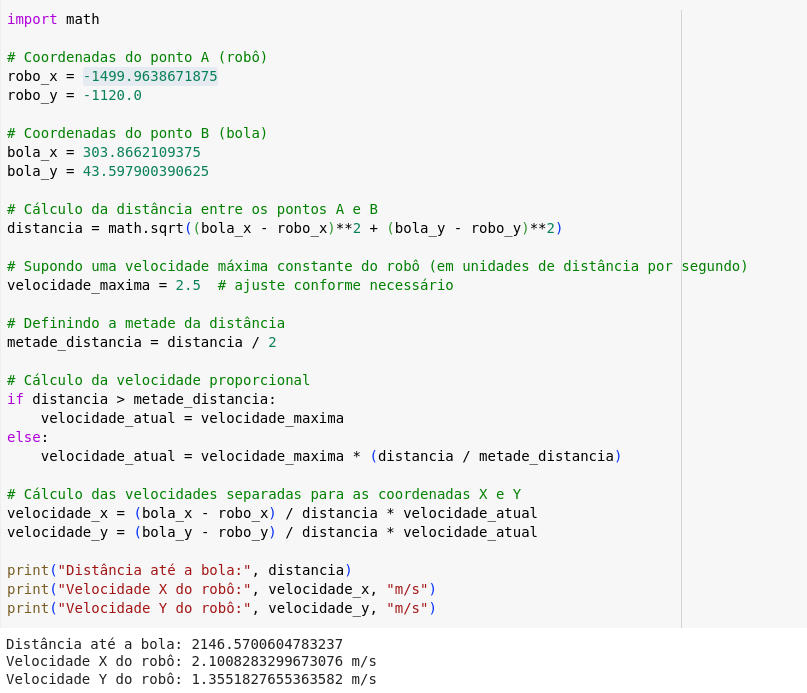 import math
# Coordenadas do ponto A (robô)
robo_x = -1499.9638671875
robo_y = -1120.0
# Coordenadas do ponto B (bola)
bola_x = 303.8662109375
bola_y = 43.597900390625
# Cálculo da distância entre os pontos A e B
distancia = math.sqrt((bola_x - robo_x)**2 + (bola_y - robo_y)**2)
# Supondo uma velocidade máxima constante do robô (em unidades de distância por segundo)
velocidade_maxima = 2.5  # ajuste conforme necessário
# Definindo a metade da distância
metade_distancia = distancia / 2
# Cálculo da velocidade proporcional
if distancia > metade_distancia:
    velocidade_atual = velocidade_maxima
else:
    velocidade_atual = velocidade_maxima * (distancia / metade_distancia)
# Cálculo das velocidades separadas para as coordenadas X e Y
velocidade_x = (bola_x - robo_x) / distancia * velocidade_atual
velocidade_y = (bola_y - robo_y) / distancia * velocidade_atual
print("Distância até a bola:", distancia)
print("Velocidade X do robô:", velocidade_x, "m/s")
print("Velocidade Y do robô:", velocidade_y, "m/s")
Distância até a bola: 2146.5700604783237
Velocidade X do robô: 2.1008283299673076 m/s
Velocidade Y do robô: 1.3551827655363582 m/s